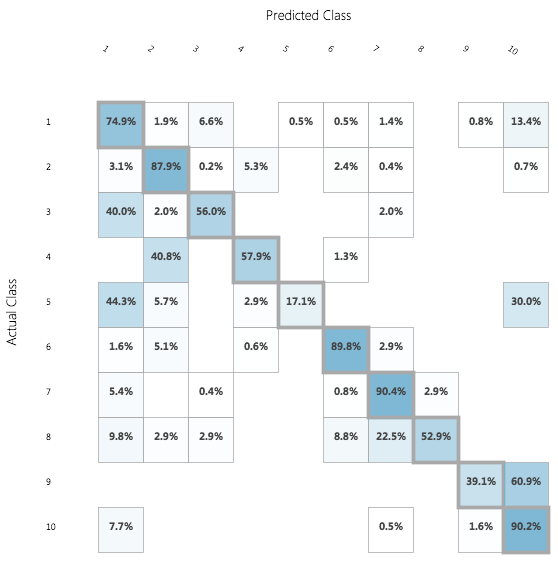 Predicted Class
1 2 3 4 5 6 7 8 9 10
Actual Class
1 74.9% 1.9% 6.6% 0.5% 0.5% 1.4% 0.8% 13.4%
2 3.1% 87.9% 0.2% 5.3% 2.4% 0.4% 0.7%
3 40.0% 2.0% 56.0% 2.0%
4 40.8% 57.9% 1.3%
5 44.3% 5.7% 2.9% 17.1% 30.0%
6 1.6% 5.1% 0.6% 89.8% 2.9%
7 5.4% 0.4% 0.8% 90.4% 2.9%
8 9.8% 2.9% 2.9% 8.8% 22.5% 52.9%
9 39.1% 60.9%
10 7.7% 0.5% 1.6% 90.2%